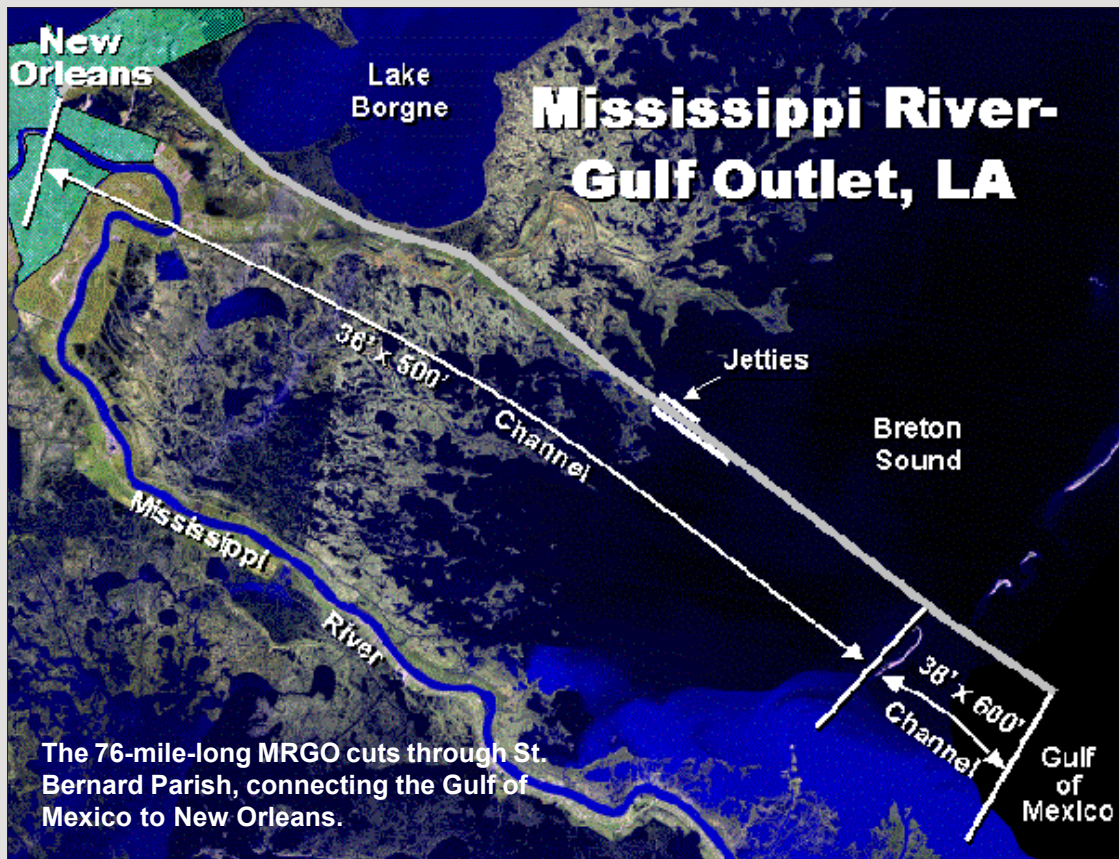 New
Orleans
Lake
Borgne
Mississippi River-
Gulf Outlet, LA
36' x 500'
Channel
Jetties
Breton
Sound
Mississippi
River
38' x 600'
Channel
Gulf
of
Mexico
The 76-mile-long MRGO cuts through St.
Bernard Parish, connecting the Gulf of
Mexico to New Orleans.